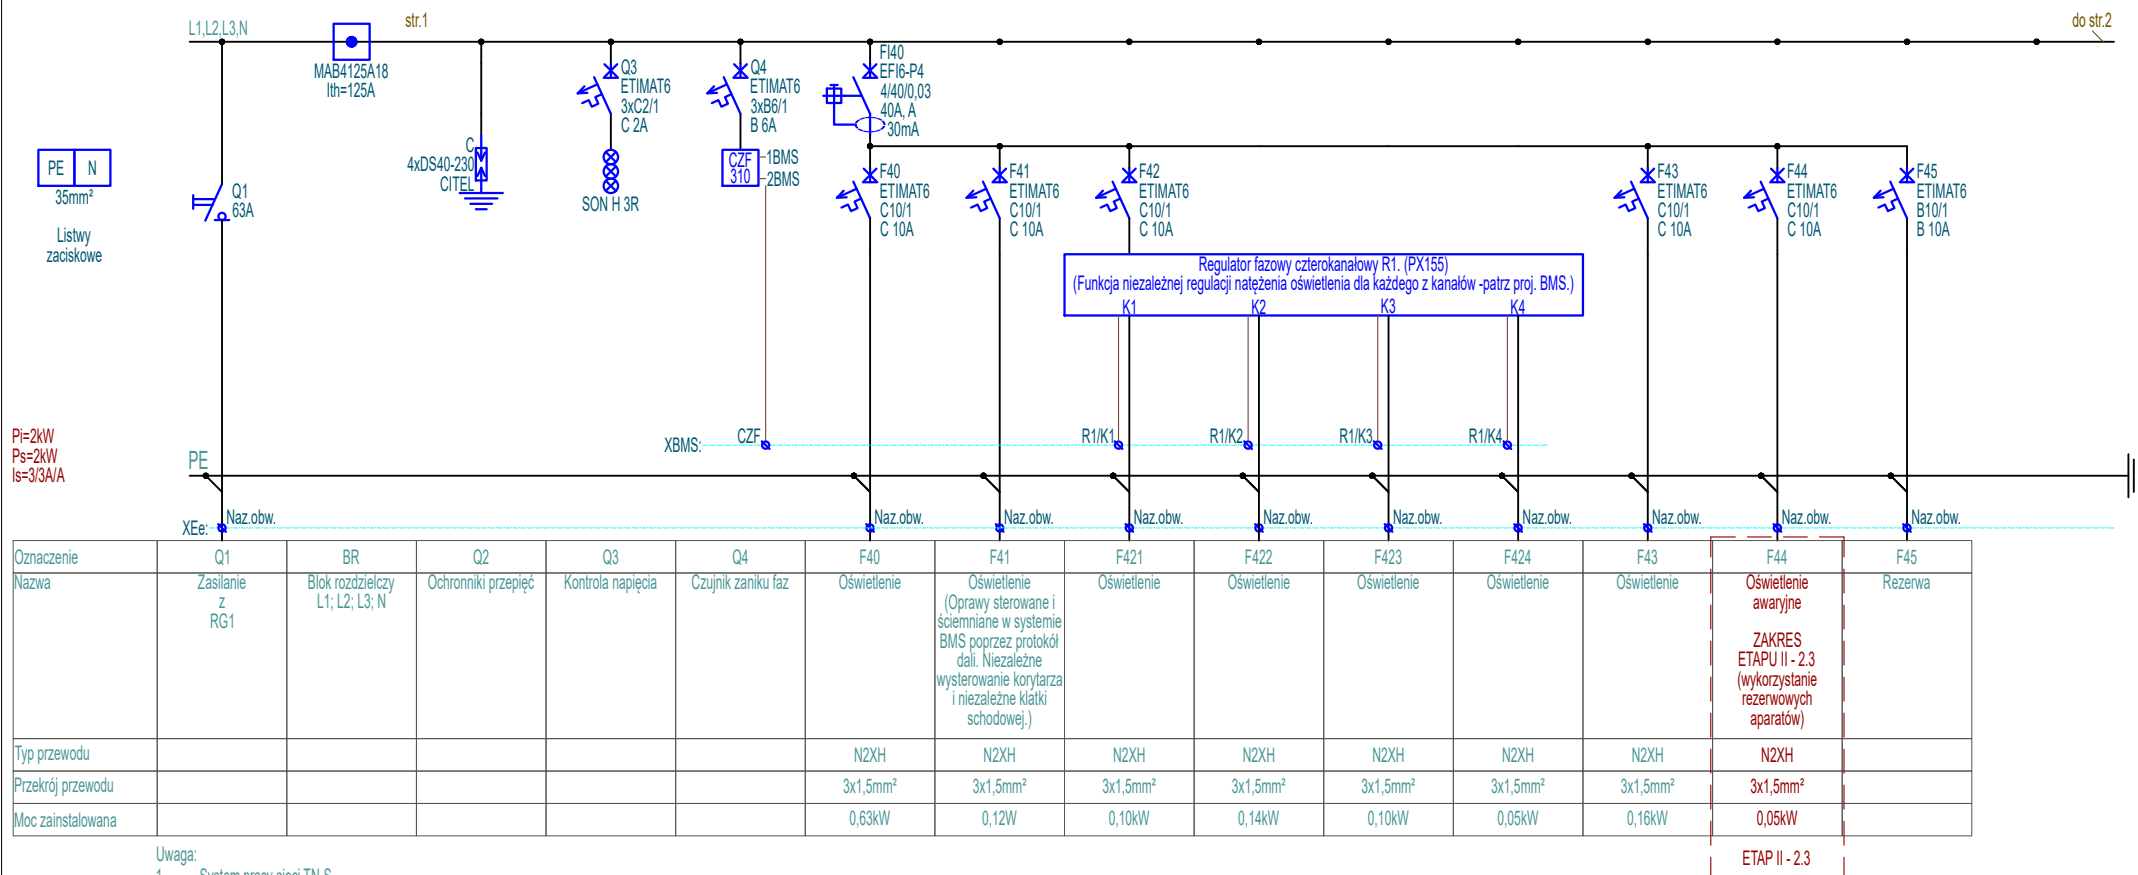 L1,L2,L3,N
str.1
do str.2
MAB4125A18
Ith=125A
PE N
35mm²
Listwy
zaciskowe
Q1
63A
C
4xDS40-230
CITEL
Q3
ETIMAT6
3xC2/1
C 2A
SON H 3R
Q4
ETIMAT6
3xB6/1
B 6A
CZF
310
1BMS
2BMS
FI40
EFI6-P4
4/40/0,03
40A, A
30mA
F40
ETIMAT6
C10/1
C 10A
F41
ETIMAT6
C10/1
C 10A
F42
ETIMAT6
C10/1
C 10A
F43
ETIMAT6
C10/1
C 10A
F44
ETIMAT6
C10/1
C 10A
F45
ETIMAT6
B10/1
B 10A
Regulator fazowy czterokanałowy R1. (PX155)
(Funkcja niezależnej regulacji natężenia oświetlenia dla każdego z kanałów -patrz proj. BMS.)
K1 K2 K3 K4
XBMS: CZF R1/K1 R1/K2 R1/K3 R1/K4
Pi=2kW
Ps=2kW
Is=3/3A/A
PE
XEe: Naz.obw. Naz.obw. Naz.obw. Naz.obw. Naz.obw. Naz.obw. Naz.obw. Naz.obw. Naz.obw. Naz.obw.
Oznaczenie Q1 BR Q2 Q3 Q4 F40 F41 F421 F422 F423 F424 F43 F44 F45
Nazwa
Zasilanie
z
RG1
Blok rozdzielczy
L1; L2; L3; N
Ochronniki przepięć
Kontrola napięcia
Czujnik zaniku faz
Oświetlenie
Oświetlenie
(Oprawy sterowane i
ściemniane w systemie
BMS poprzez protokół
dali. Niezależne
wysterowanie korytarza
i niezależne klatki
schodowej.)
Oświetlenie
Oświetlenie
Oświetlenie
Oświetlenie
Oświetlenie
Oświetlenie
awaryjne
ZAKRES
ETAPU II - 2.3
(wykorzystanie
rezerwowych
aparatów)
Rezerwa
Typ przewodu N2XH N2XH N2XH N2XH N2XH N2XH N2XH N2XH
Przekrój przewodu 3x1,5mm² 3x1,5mm² 3x1,5mm² 3x1,5mm² 3x1,5mm² 3x1,5mm² 3x1,5mm² 3x1,5mm²
Moc zainstalowana 0,63kW 0,12W 0,10kW 0,14kW 0,10kW 0,05kW 0,16kW 0,05kW
ETAP II - 2.3
Uwaga:
1. System pracy sieci TN-S